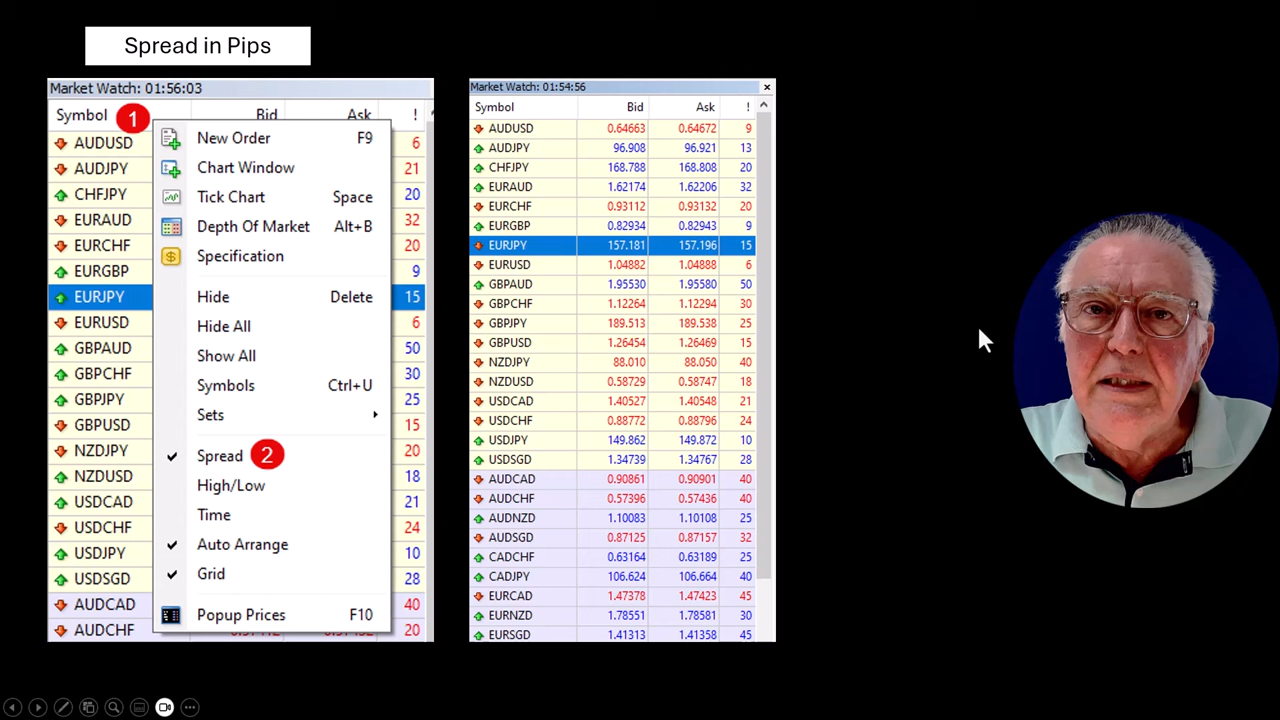 Spread in Pips
Market Watch: 01:56:03
Symbol 1 Bid Ask !
AUDUSD 6
AUDJPY 21
CHFJPY 20
EURAUD 32
EURCHF 20
EURGBP 9
EURJPY 15
EURUSD 6
GBPAUD 50
GBPCHF 30
GBPJPY 25
GBPUSD 15
NZDJPY 20
NZDUSD 18
USDCAD 21
USDCHF 24
USDJPY 10
USDSGD 28
AUDCAD 40
AUDCHF 20
New Order F9
Chart Window
Tick Chart Space
Depth Of Market Alt+B
Specification
Hide Delete
Hide All
Show All
Symbols Ctrl+U
Sets
Spread 2
High/Low
Time
Auto Arrange
Grid
Popup Prices F10
Market Watch: 01:54:56
Symbol Bid Ask !
AUDUSD 0.64663 0.64672 9
AUDJPY 96.908 96.921 13
CHFJPY 168.788 168.808 20
EURAUD 1.62174 1.62206 32
EURCHF 0.93112 0.93132 20
EURGBP 0.82934 0.82943 9
EURJPY 157.181 157.196 15
EURUSD 1.04882 1.04888 6
GBPAUD 1.95530 1.95580 50
GBPCHF 1.12264 1.12294 30
GBPJPY 189.513 189.538 25
GBPUSD 1.26454 1.26469 15
NZDJPY 88.010 88.050 40
NZDUSD 0.58729 0.58747 18
USDCAD 1.40527 1.40548 21
USDCHF 0.88772 0.88796 24
USDJPY 149.862 149.872 10
USDSGD 1.34739 1.34767 28
AUDCAD 0.90861 0.90901 40
AUDCHF 0.57396 0.57436 40
AUDNZD 1.10083 1.10108 25
AUDSGD 0.87125 0.87157 32
CADCHF 0.63164 0.63189 25
CADJPY 106.624 106.664 40
EURCAD 1.47378 1.47423 45
EURNZD 1.78551 1.78581 30
EURSGD 1.41313 1.41358 45